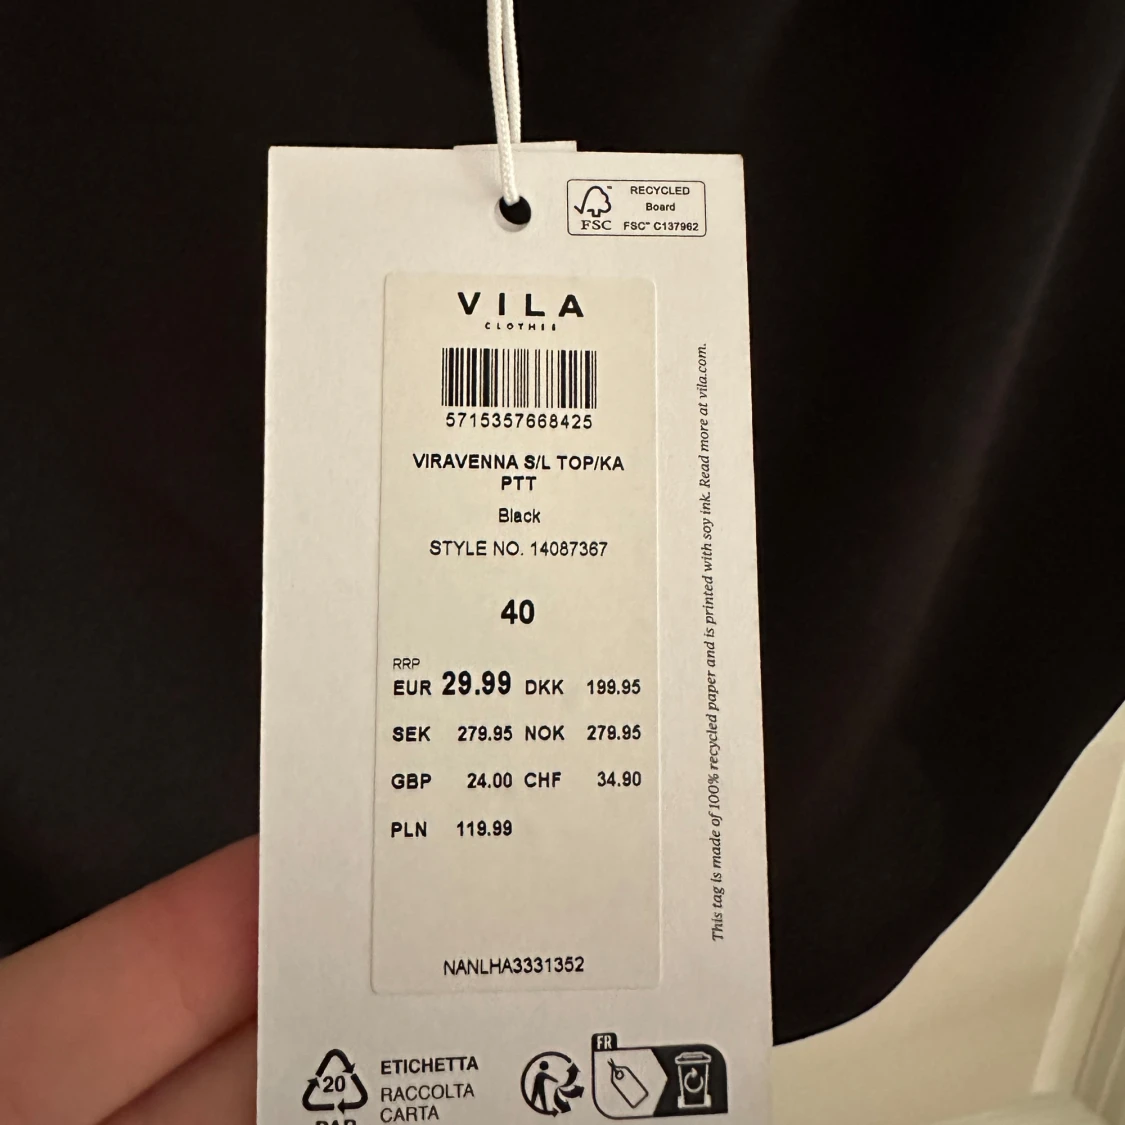 RECYCLED
Board
FSC™ C137962
FSC
VILA
CLOTHES
5715357668425
VIRAVENNA S/L TOP/KA
PTT
Black
STYLE NO. 14087367
40
RRP
EUR 29.99 DKK 199.95
SEK 279.95 NOK 279.95
GBP 24.00 CHF 34.90
PLN 119.99
NANLHA3331352
This tag is made of 100% recycled paper and is printed with soy ink. Read more at vila.com.
20
PAP
ETICHETTA
RACCOLTA
CARTA
FR